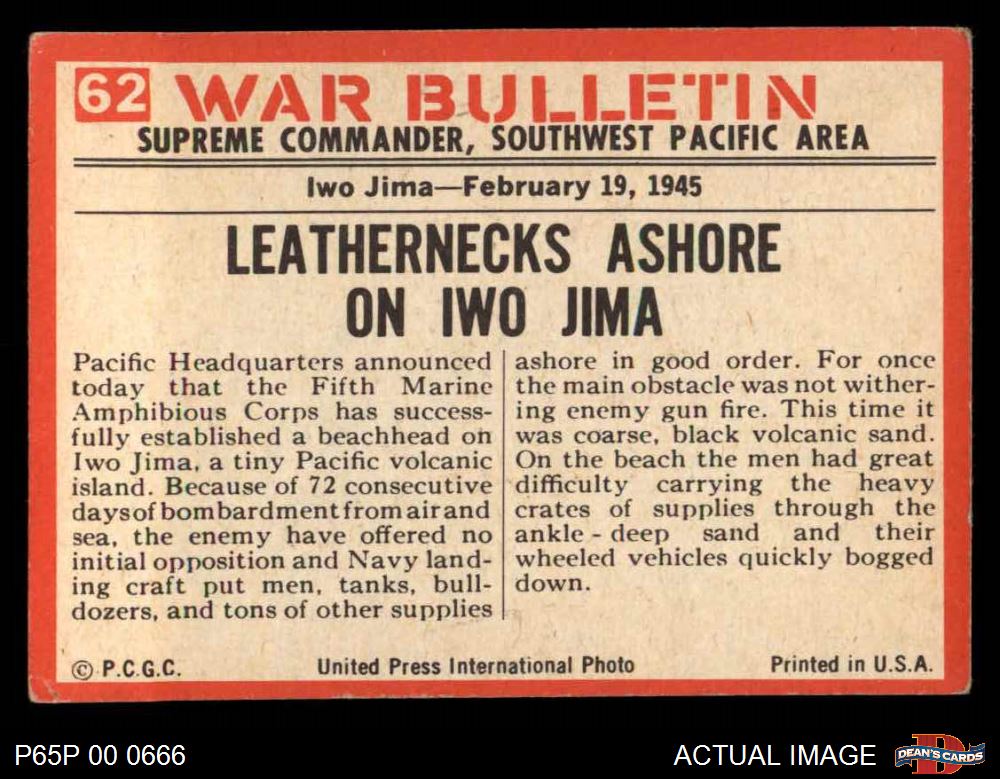 62 WAR BULLETIN
SUPREME COMMANDER, SOUTHWEST PACIFIC AREA
Iwo Jima—February 19, 1945
LEATHERNECKS ASHORE
ON IWO JIMA
Pacific Headquarters announced
today that the Fifth Marine
Amphibious Corps has success-
fully established a beachhead on
Iwo Jima, a tiny Pacific volcanic
island. Because of 72 consecutive
days of bombardment from air and
sea, the enemy have offered no
initial opposition and Navy land-
ing craft put men, tanks, bull-
dozers, and tons of other supplies
ashore in good order. For once
the main obstacle was not wither-
ing enemy gun fire. This time it
was coarse, black volcanic sand.
On the beach the men had great
difficulty carrying the heavy
crates of supplies through the
ankle-deep sand and their
wheeled vehicles quickly bogged
down.
© P.C.G.C. United Press International Photo Printed in U.S.A.
P65P 00 0666 ACTUAL IMAGE DEAN'S CARDS